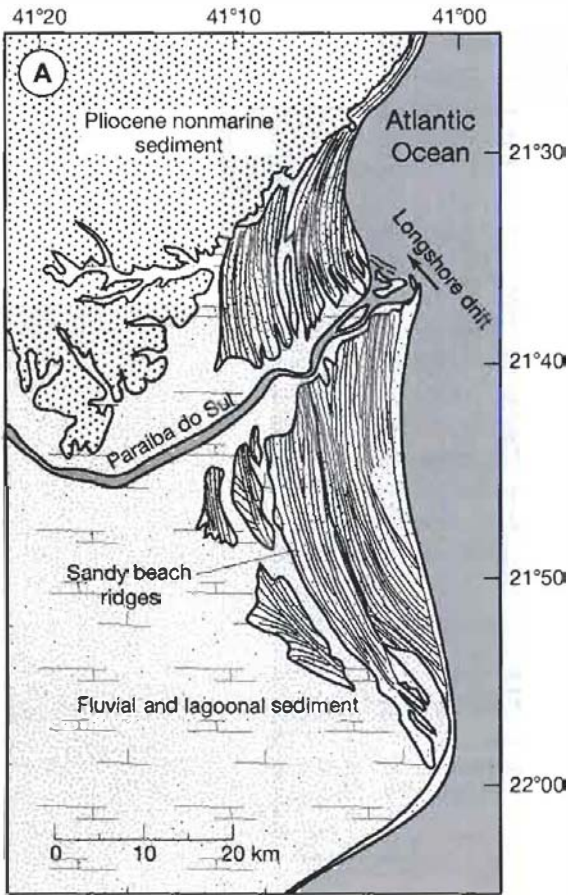 41°20
41°10
41°00
A
Pliocene nonmarine
sediment
Atlantic
Ocean
21°30
Longshore drift
21°40
Paraiba do Sul
Sandy beach
ridges
21°50
Fluvial and lagoonal sediment
22°00
0 10 20 km